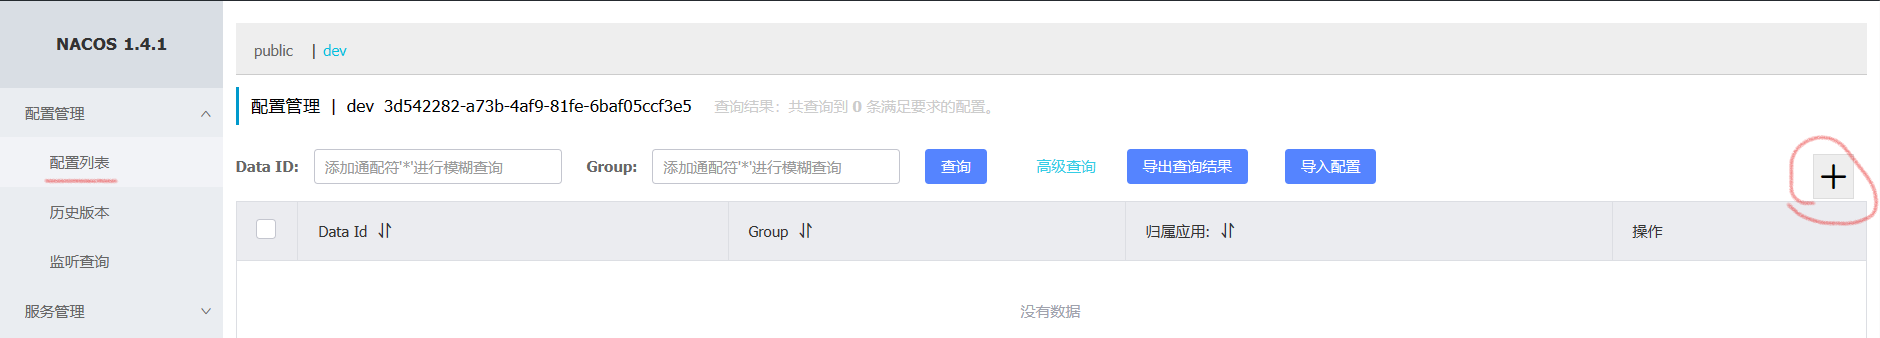 NACOS 1.4.1
public | dev
配置管理
配置管理 | dev 3d542282-a73b-4af9-81fe-6baf05ccf3e5 查询结果：共查询到 0 条满足要求的配置。
配置列表
Data ID: 添加通配符'*'进行模糊查询 Group: 添加通配符'*'进行模糊查询 查询 高级查询 导出查询结果 导入配置
历史版本
Data Id Group 归属应用: 操作
监听查询
服务管理
没有数据